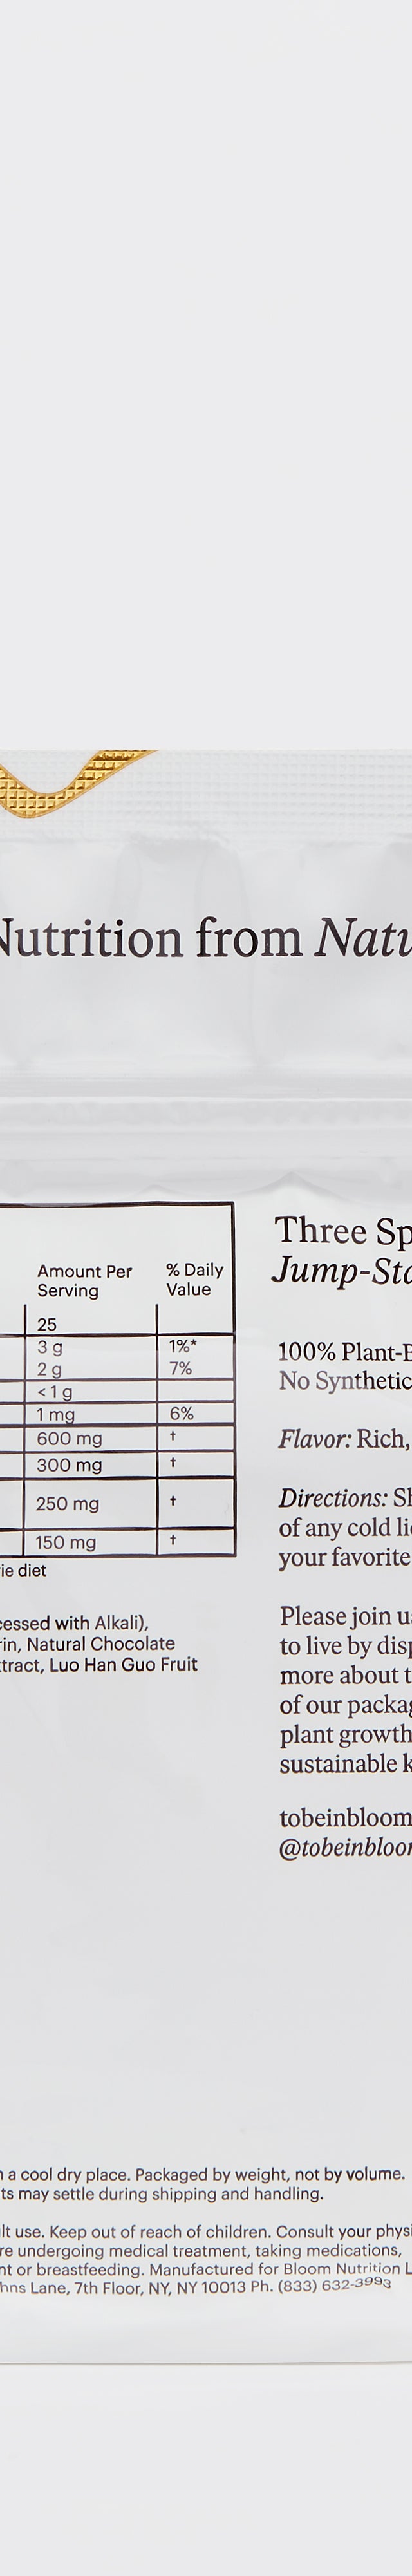 Nutrition from Natu
Amount Per
Serving
% Daily
Value
25
3 g 1%*
2 g 7%
<1 g
1 mg 6%
600 mg †
300 mg †
250 mg †
150 mg †
ie diet
cessed with Alkali),
rin, Natural Chocolate
tract, Luo Han Guo Fruit
Three Sp
Jump-Sta
100% Plant-B
No Synthetic
Flavor: Rich,
Directions: Sh
of any cold li
your favorite
Please join u
to live by disp
more about t
of our packag
plant growth
sustainable k
tobeinbloom
@tobeinbloom
n a cool dry place. Packaged by weight, not by volume.
ts may settle during shipping and handling.
lt use. Keep out of reach of children. Consult your physi
re undergoing medical treatment, taking medications,
nt or breastfeeding. Manufactured for Bloom Nutrition L
hns Lane, 7th Floor, NY, NY 10013 Ph. (833) 632-3993